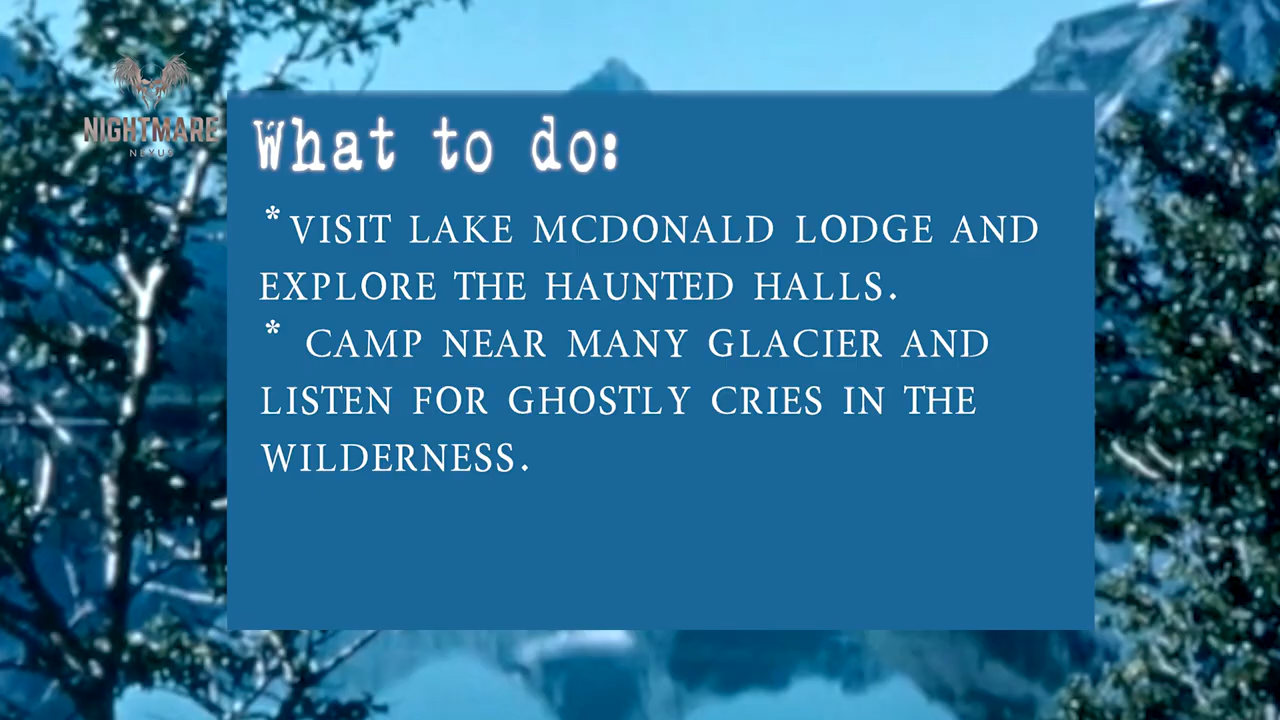 NIGHTMARE
NEXUS
What to do:
*VISIT LAKE MCDONALD LODGE AND
EXPLORE THE HAUNTED HALLS.
* CAMP NEAR MANY GLACIER AND
LISTEN FOR GHOSTLY CRIES IN THE
WILDERNESS.